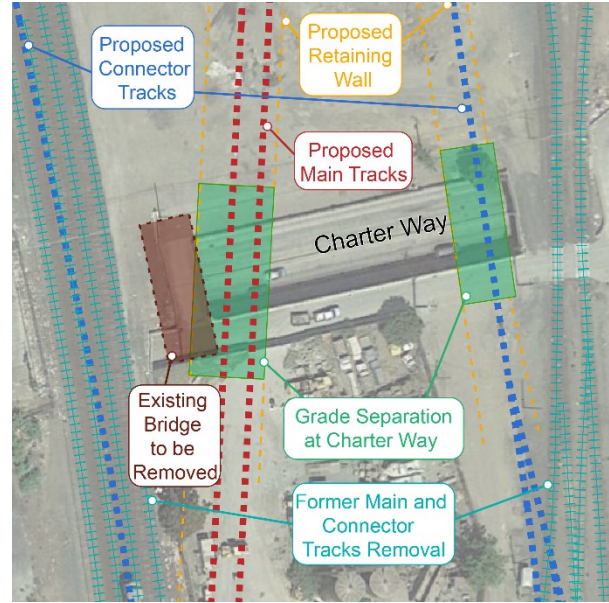 Proposed
Connector
Tracks
Proposed
Retaining
Wall
Proposed
Main Tracks
Charter Way
Existing
Bridge
to be
Removed
Grade Separation
at Charter Way
Former Main and
Connector
Tracks Removal